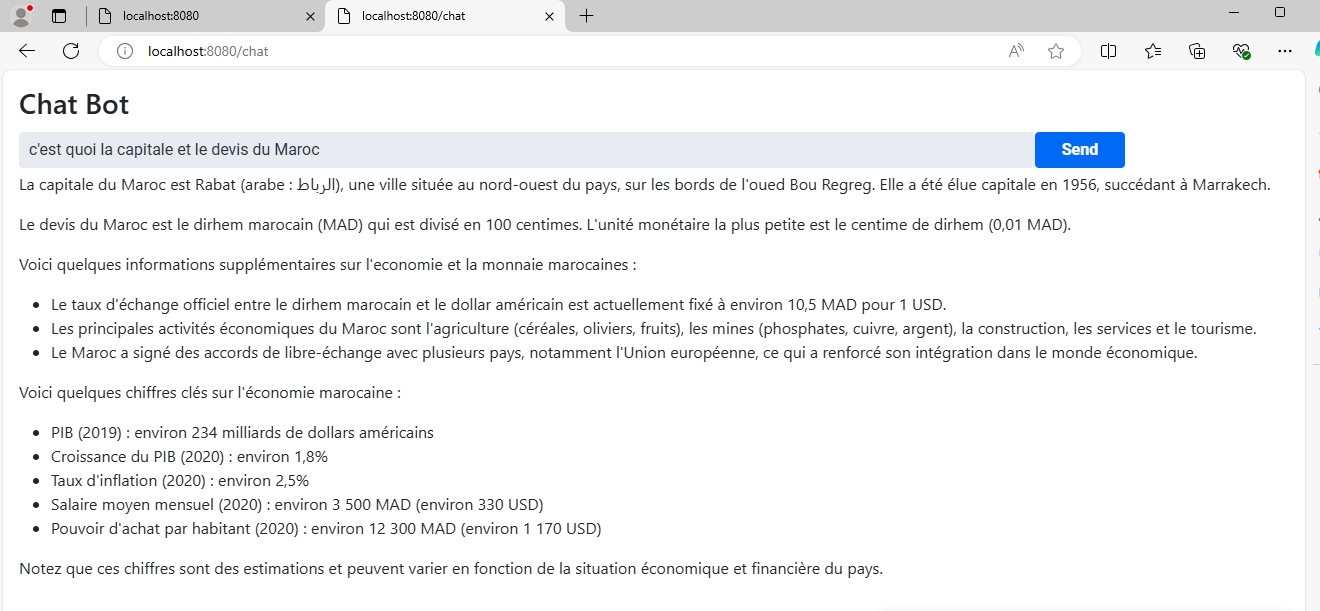 localhost:8080
localhost:8080/chat
localhost:8080/chat
Chat Bot
c'est quoi la capitale et le devis du Maroc
Send
La capitale du Maroc est Rabat (arabe : الرباط), une ville située au nord-ouest du pays, sur les bords de l'oued Bou Regreg. Elle a été élue capitale en 1956, succédant à Marrakech.
Le devis du Maroc est le dirhem marocain (MAD) qui est divisé en 100 centimes. L'unité monétaire la plus petite est le centime de dirhem (0,01 MAD).
Voici quelques informations supplémentaires sur l'economie et la monnaie marocaines :
Le taux d'échange officiel entre le dirhem marocain et le dollar américain est actuellement fixé à environ 10,5 MAD pour 1 USD.
Les principales activités économiques du Maroc sont l'agriculture (céréales, oliviers, fruits), les mines (phosphates, cuivre, argent), la construction, les services et le tourisme.
Le Maroc a signé des accords de libre-échange avec plusieurs pays, notamment l'Union européenne, ce qui a renforcé son intégration dans le monde économique.
Voici quelques chiffres clés sur l'économie marocaine :
PIB (2019) : environ 234 milliards de dollars américains
Croissance du PIB (2020) : environ 1,8%
Taux d'inflation (2020) : environ 2,5%
Salaire moyen mensuel (2020) : environ 3 500 MAD (environ 330 USD)
Pouvoir d'achat par habitant (2020) : environ 12 300 MAD (environ 1 170 USD)
Notez que ces chiffres sont des estimations et peuvent varier en fonction de la situation économique et financière du pays.